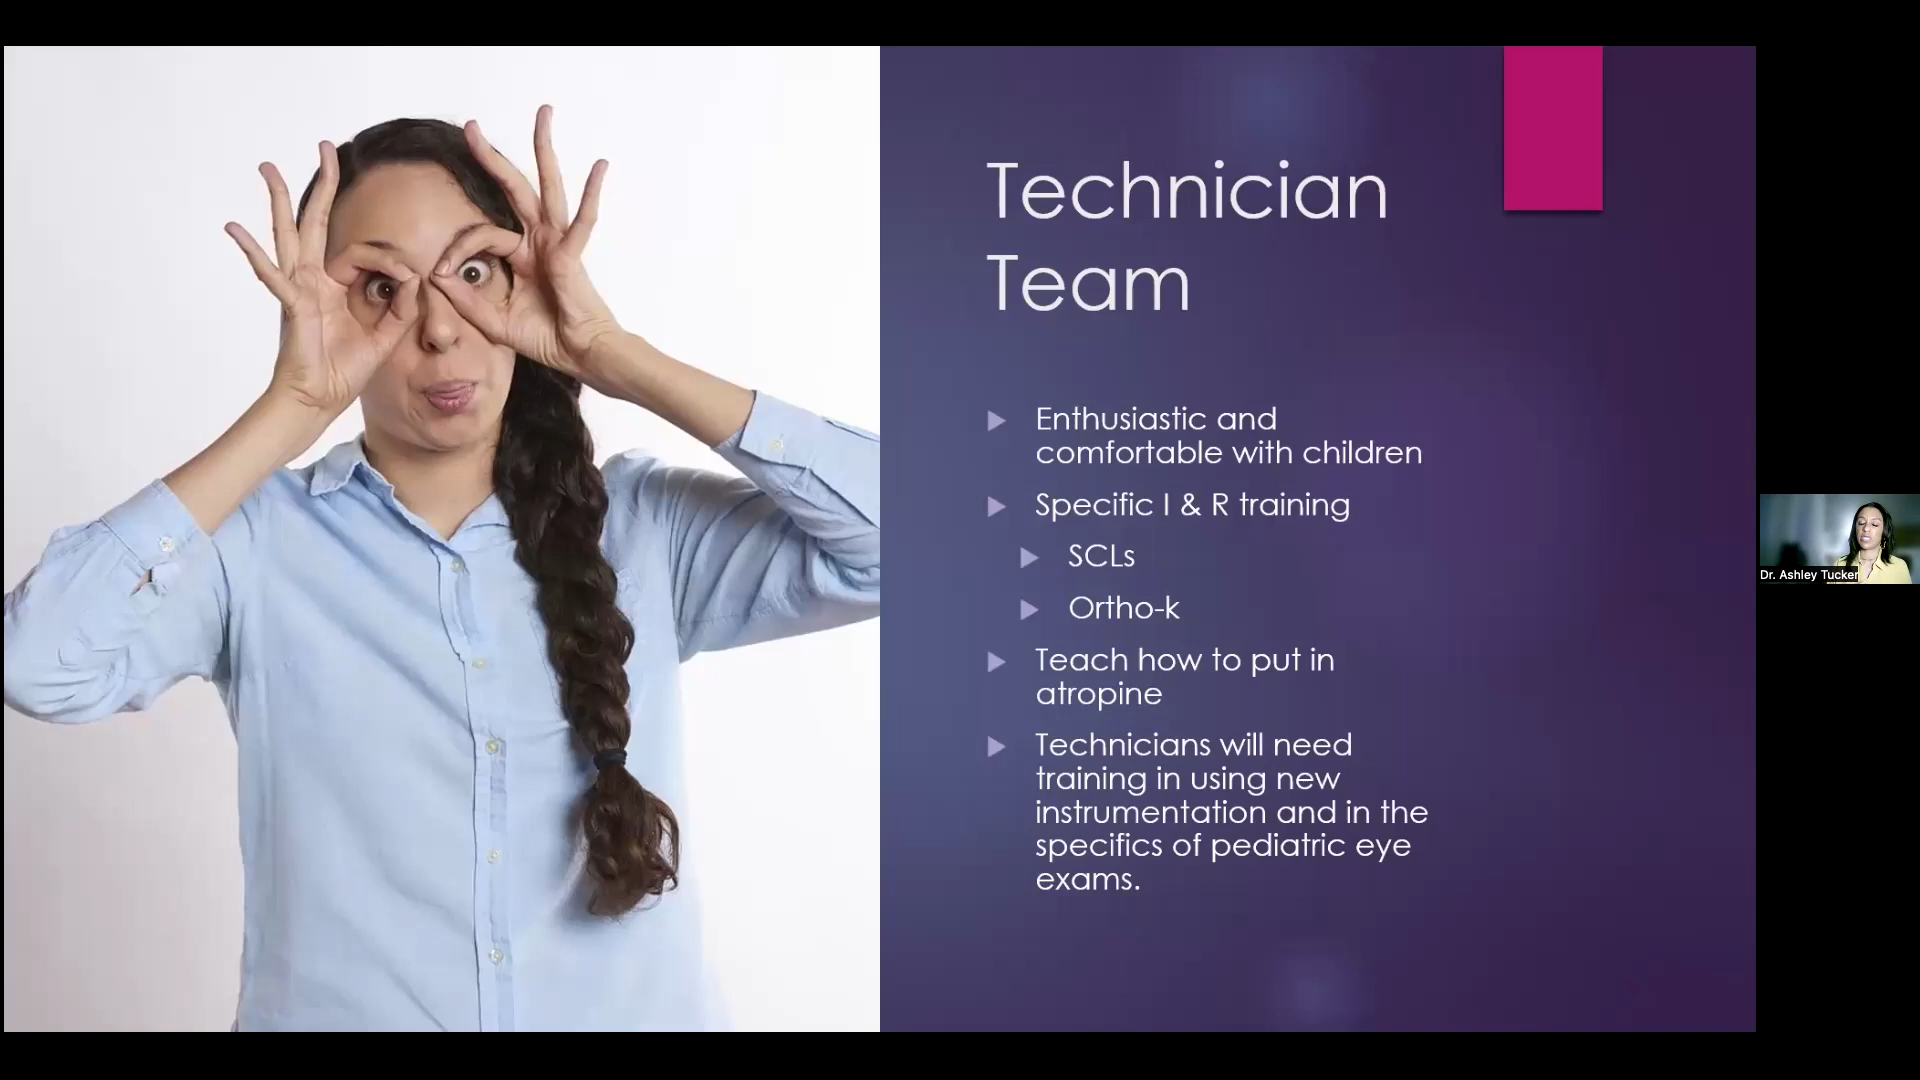 Technician
Team
Enthusiastic and
comfortable with children
Specific I & R training
SCLs
Ortho-k
Teach how to put in
atropine
Technicians will need
training in using new
instrumentation and in the
specifics of pediatric eye
exams.
Dr. Ashley Tucker